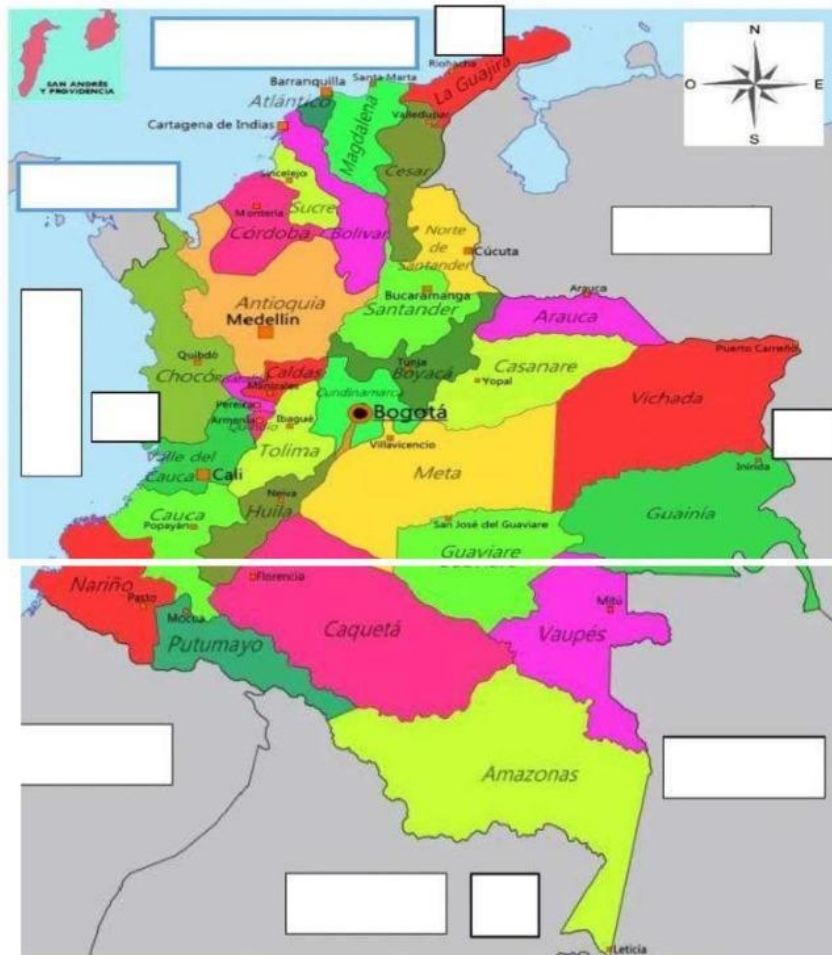 SAN ANDRÉS
Y PROVIDENCIA
N
O
E
S
Riohacha
La Guajira
Santa Marta
Barranquilla
Atlántico
Cartagena de Indias
Magdalena
Valledupar
Cesar
Sincelejo
Sucre
Montería
Córdoba
Bolívar
Norte
de
Santander
Cúcuta
Antioquia
Medellín
Bucaramanga
Santander
Arauca
Arauca
Puerto Carreño
Quibdó
Chocó
Caldas
Manizales
Tunja
Boyacá
Casanare
Yopal
Vichada
Cundinamarca
Pereira
Armenia
Quindío
Ibagué
Bogotá
Villavicencio
Tolima
Valle del
Cauca
Cali
Meta
Inírida
Neiva
Huila
Cauca
Popayán
San José del Guaviare
Guainía
Guaviare
Nariño
Pasto
Mocoa
Florencia
Putumayo
Caquetá
Mitú
Vaupés
Amazonas
Leticia